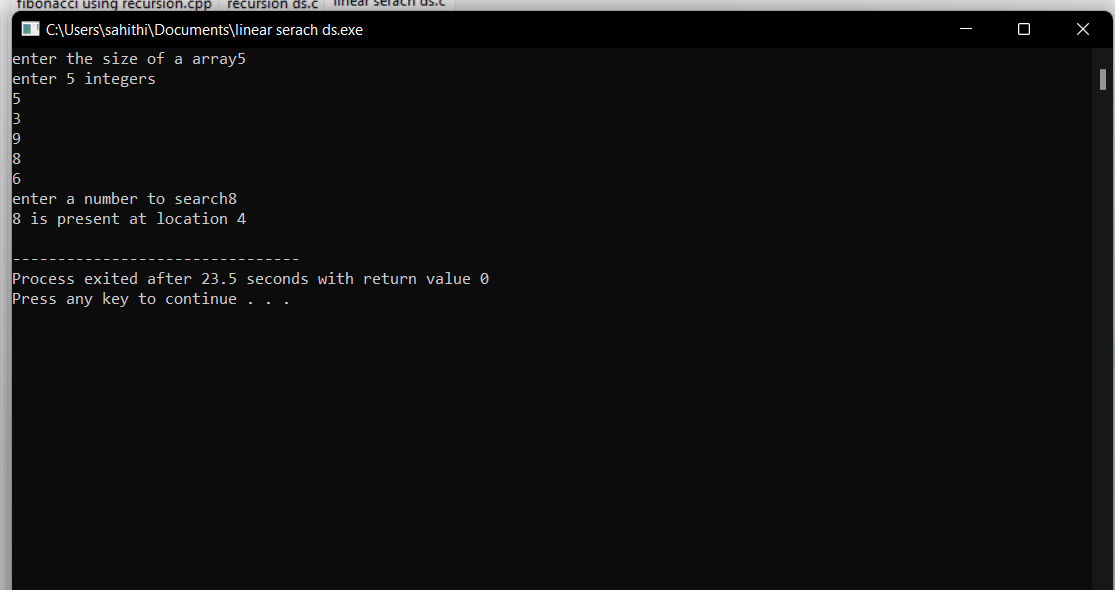 fibonacci using recursion.cpp recursion ds.c linear serach ds.c
C:\Users\sahithi\Documents\linear serach ds.exe
enter the size of a array5
enter 5 integers
5
3
9
8
6
enter a number to search8
8 is present at location 4
--------------------------------
Process exited after 23.5 seconds with return value 0
Press any key to continue . . .